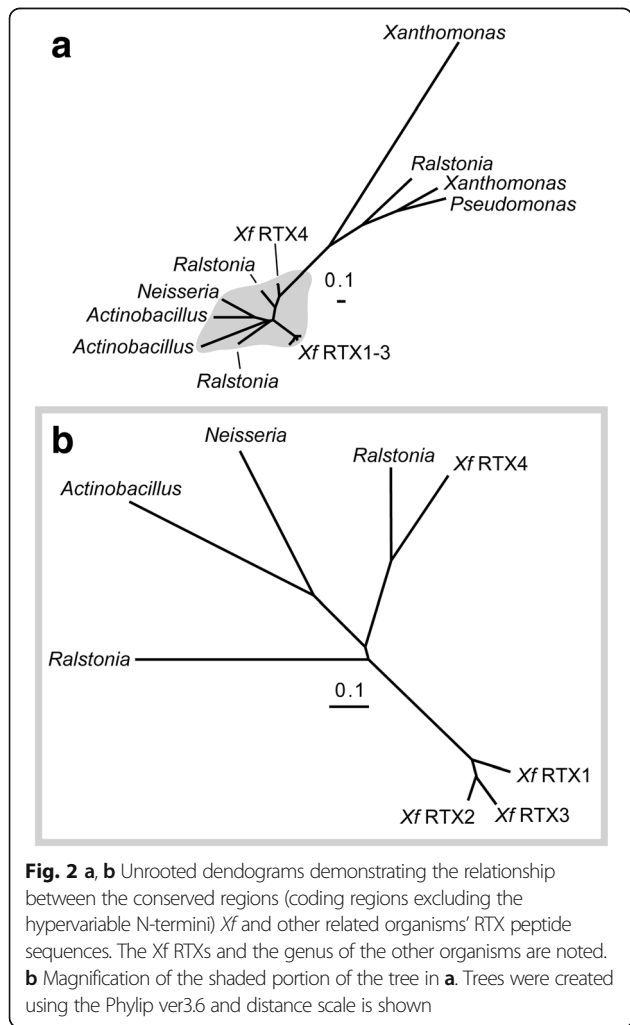 a
Xanthomonas
Ralstonia
Xanthomonas
Pseudomonas
Xf RTX4
Ralstonia
0.1
Neisseria
Actinobacillus
Actinobacillus
Xf RTX1-3
Ralstonia
b
Neisseria
Ralstonia
Xf RTX4
Actinobacillus
Ralstonia
0.1
Xf RTX1
Xf RTX2
Xf RTX3
Fig. 2 a, b Unrooted dendograms demonstrating the relationship
between the conserved regions (coding regions excluding the
hypervariable N-termini) Xf and other related organisms' RTX peptide
sequences. The Xf RTXs and the genus of the other organisms are noted.
b Magnification of the shaded portion of the tree in a. Trees were created
using the Phylip ver3.6 and distance scale is shown